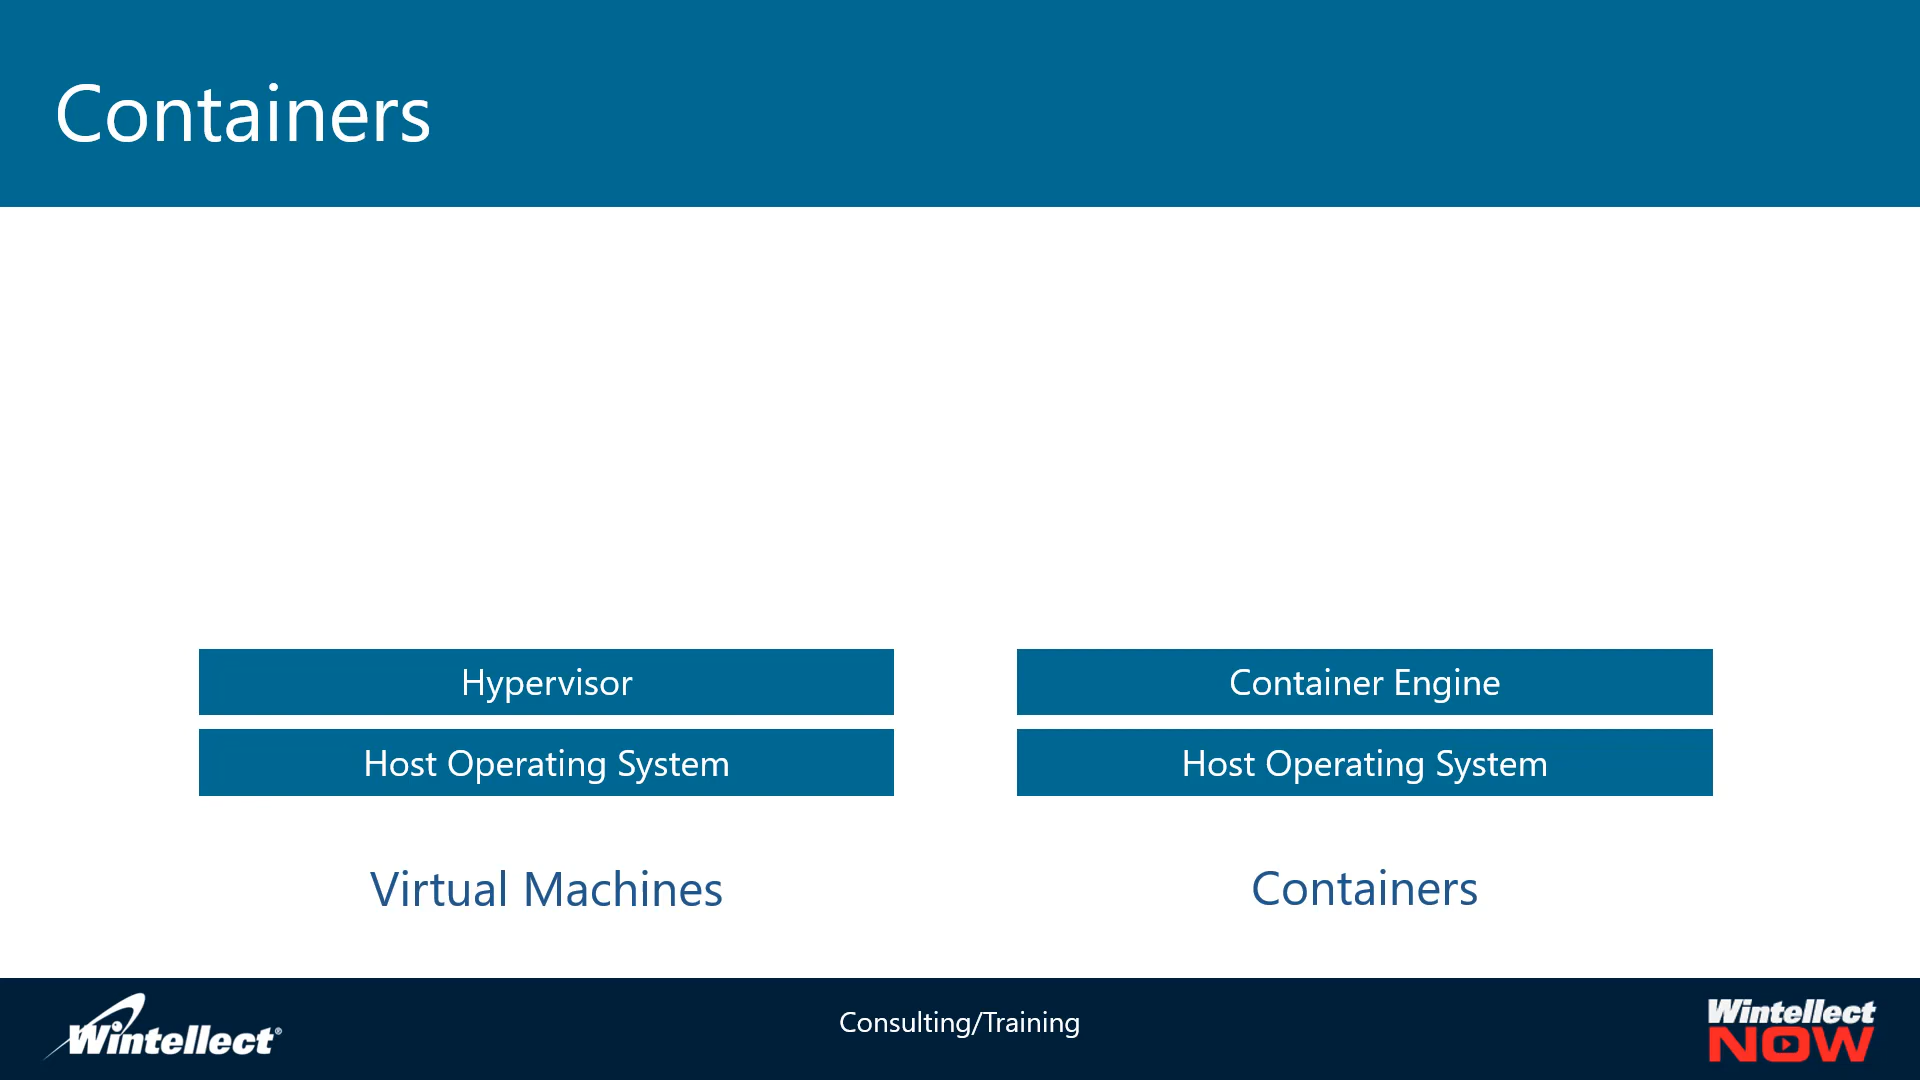 Containers
Hypervisor
Host Operating System
Virtual Machines
Container Engine
Host Operating System
Containers
Wintellect®
Consulting/Training
Wintellect
NOW